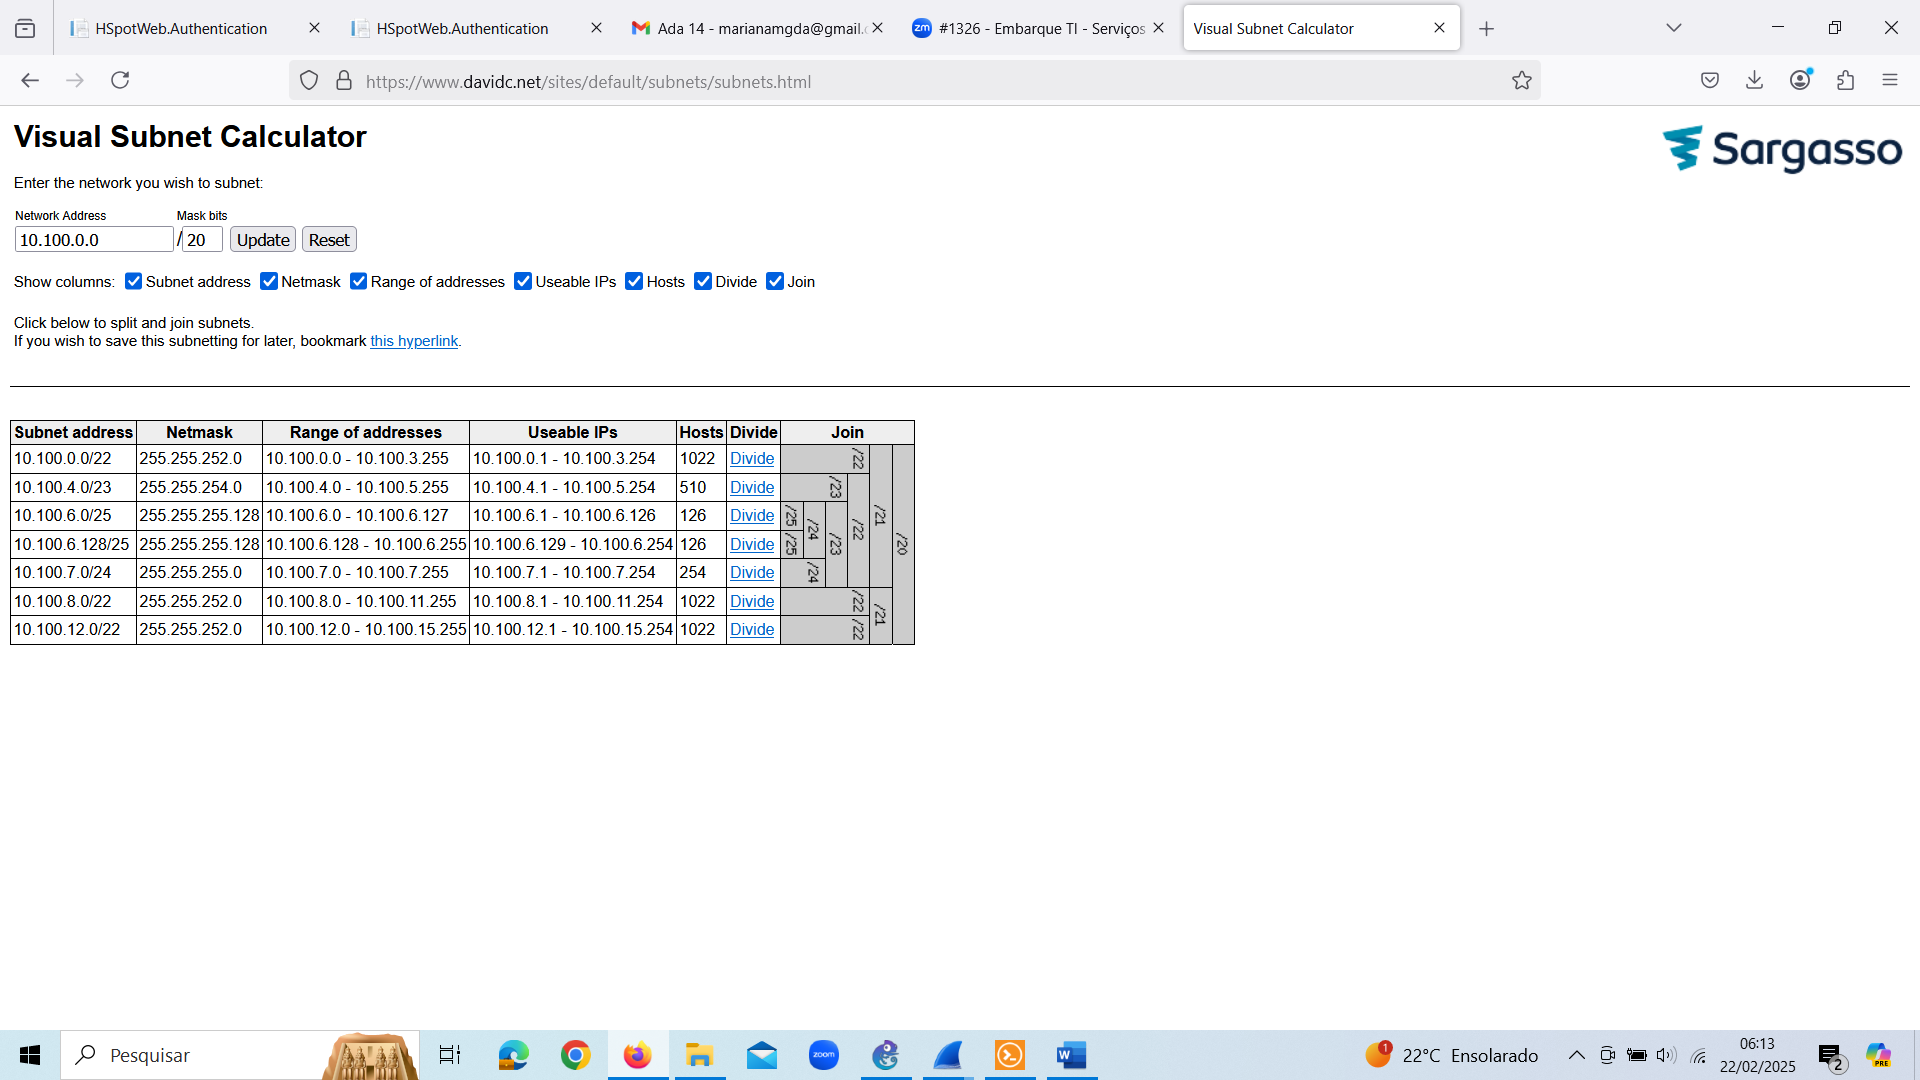 HSpotWeb.Authentication
HSpotWeb.Authentication
Ada 14 - marianamgda@gmail.c
zm #1326 - Embarque TI - Serviços
Visual Subnet Calculator
https://www.davidc.net/sites/default/subnets/subnets.html
Visual Subnet Calculator
Sargasso
Enter the network you wish to subnet:
Network Address Mask bits
10.100.0.0 / 20 Update Reset
Show columns: Subnet address Netmask Range of addresses Useable IPs Hosts Divide Join
Click below to split and join subnets.
If you wish to save this subnetting for later, bookmark this hyperlink.
Subnet address Netmask Range of addresses Useable IPs Hosts Divide Join
10.100.0.0/22 255.255.252.0 10.100.0.0 - 10.100.3.255 10.100.0.1 - 10.100.3.254 1022 Divide /22 /21 /20
10.100.4.0/23 255.255.254.0 10.100.4.0 - 10.100.5.255 10.100.4.1 - 10.100.5.254 510 Divide /23 /22
10.100.6.0/25 255.255.255.128 10.100.6.0 - 10.100.6.127 10.100.6.1 - 10.100.6.126 126 Divide /25 /24 /23
10.100.6.128/25 255.255.255.128 10.100.6.128 - 10.100.6.255 10.100.6.129 - 10.100.6.254 126 Divide /25
10.100.7.0/24 255.255.255.0 10.100.7.0 - 10.100.7.255 10.100.7.1 - 10.100.7.254 254 Divide /24
10.100.8.0/22 255.255.252.0 10.100.8.0 - 10.100.11.255 10.100.8.1 - 10.100.11.254 1022 Divide /22 /21
10.100.12.0/22 255.255.252.0 10.100.12.0 - 10.100.15.255 10.100.12.1 - 10.100.15.254 1022 Divide /22
Pesquisar
zoom
W
1
22°C Ensolarado
06:13
22/02/2025
2
PRE